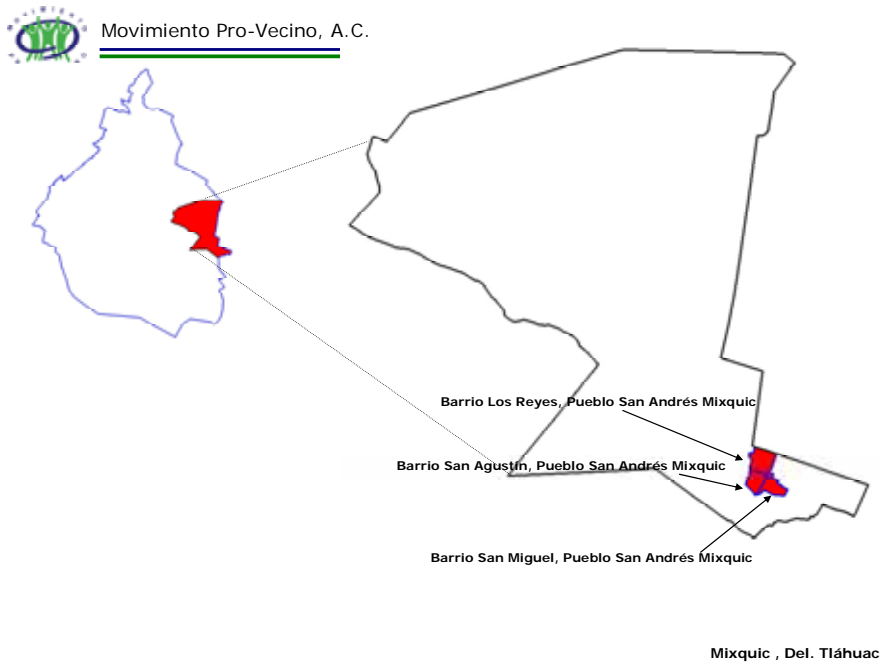 Movimiento Pro-Vecino, A.C.
Barrio Los Reyes, Pueblo San Andrés Mixquic
Barrio San Agustín, Pueblo San Andrés Mixquic
Barrio San Miguel, Pueblo San Andrés Mixquic
Mixquic , Del. Tláhuac